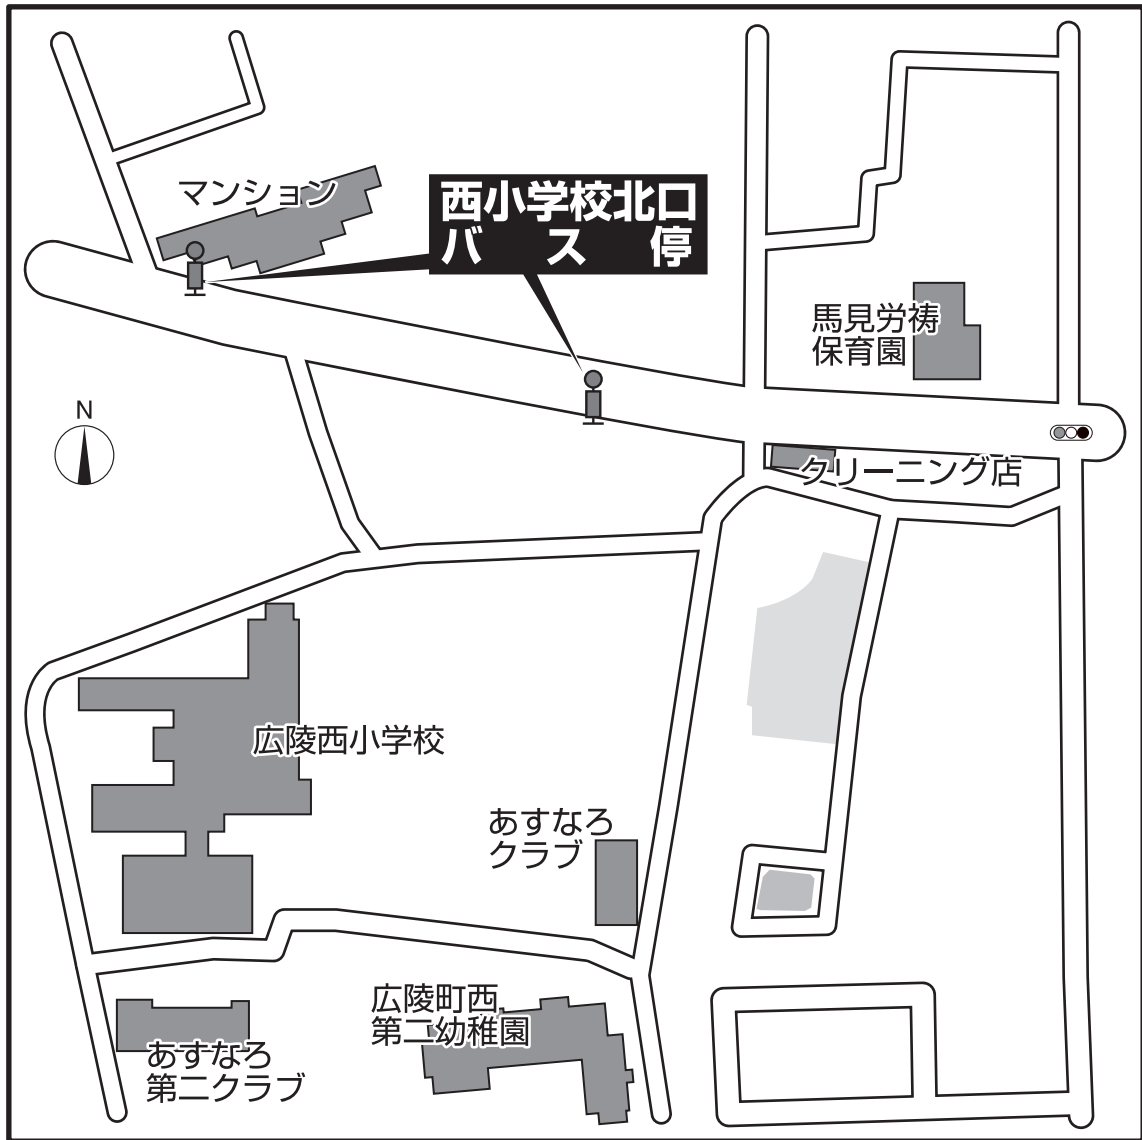 マンション
西小学校北口
バス停
馬見労祷
保育園
N
クリーニング店
広陵西小学校
あすなろ
クラブ
広陵町西
第二幼稚園
あすなろ
第二クラブ